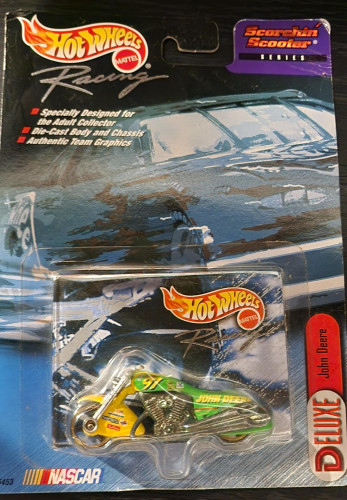 Hot Wheels
MATTEL
Racing
Scorchin'
Scooter
SERIES
Specially Designed for
the Adult Collector
Die-Cast Body and Chassis
Authentic Team Graphics
Hot Wheels
MATTEL
Racing
97
JOHN DEERE
DELUXE
John Deere
NASCAR